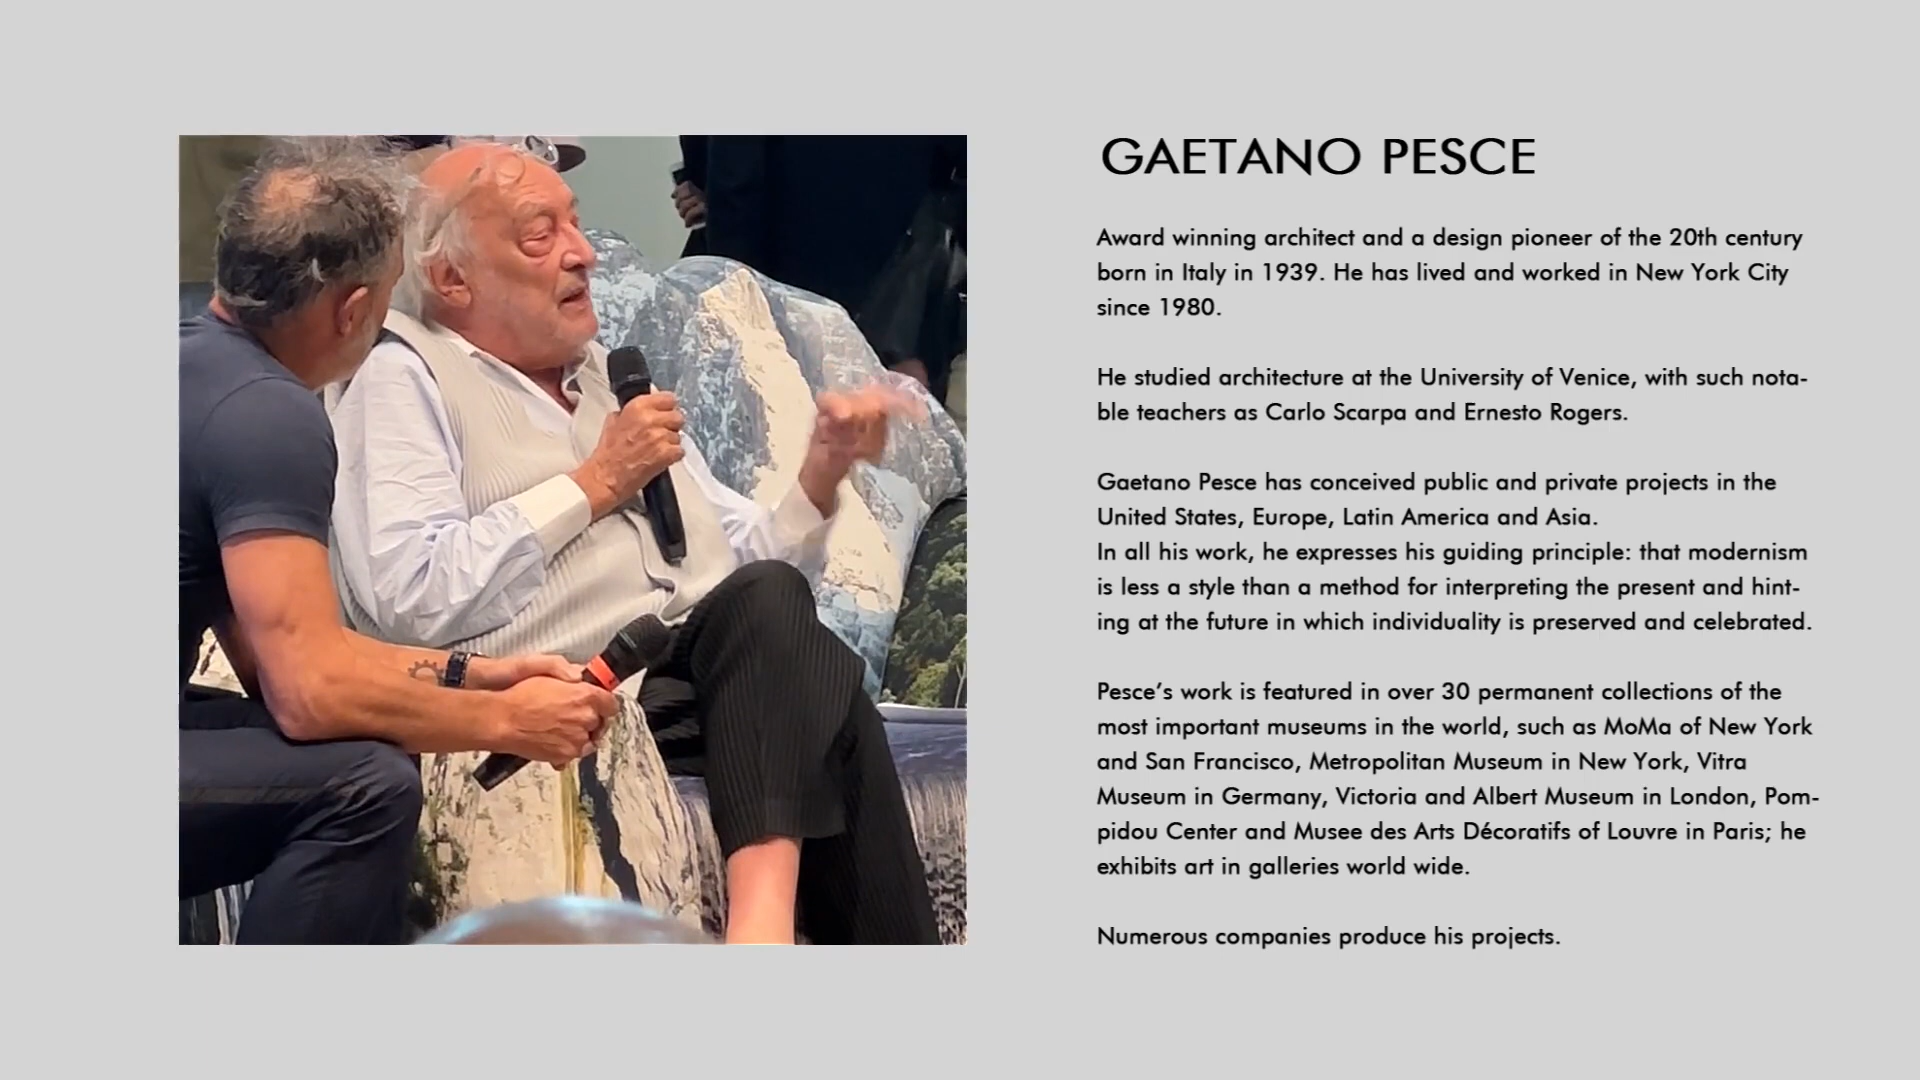 GAETANO PESCE
Award winning architect and a design pioneer of the 20th century
born in Italy in 1939. He has lived and worked in New York City
since 1980.
He studied architecture at the University of Venice, with such nota-
ble teachers as Carlo Scarpa and Ernesto Rogers.
Gaetano Pesce has conceived public and private projects in the
United States, Europe, Latin America and Asia.
In all his work, he expresses his guiding principle: that modernism
is less a style than a method for interpreting the present and hint-
ing at the future in which individuality is preserved and celebrated.
Pesce’s work is featured in over 30 permanent collections of the
most important museums in the world, such as MoMa of New York
and San Francisco, Metropolitan Museum in New York, Vitra
Museum in Germany, Victoria and Albert Museum in London, Pom-
pidou Center and Musee des Arts Décoratifs of Louvre in Paris; he
exhibits art in galleries world wide.
Numerous companies produce his projects.